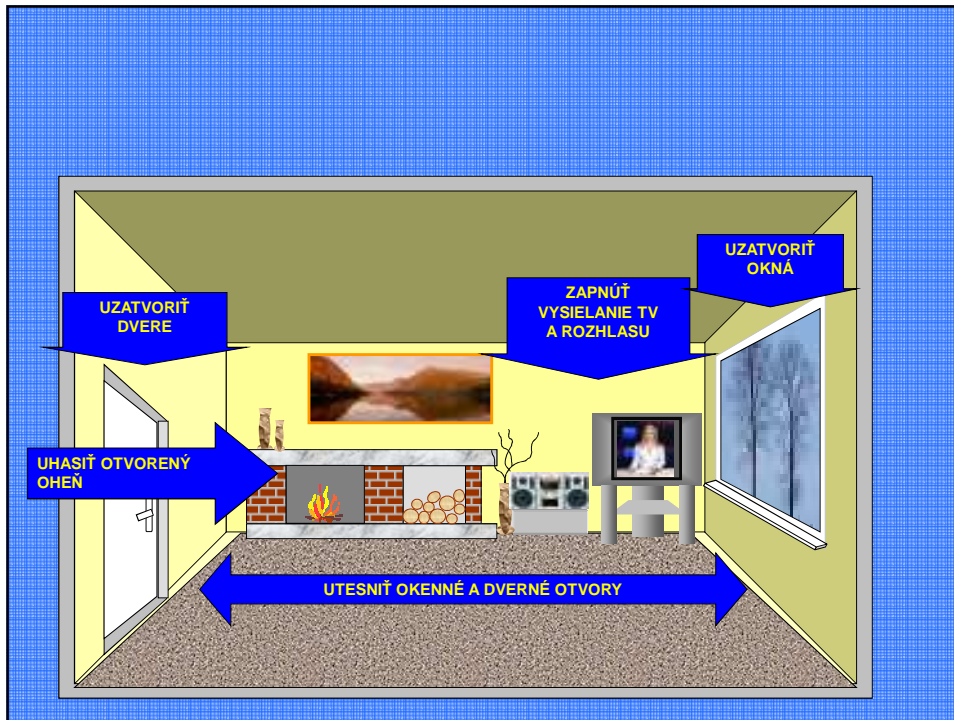 UZATVORIŤ
OKNÁ
ZAPNÚŤ
VYSIELANIE TV
A ROZHLASU
UZATVORIŤ
DVERE
UHASIŤ OTVORENÝ
OHEŇ
UTESNIŤ OKENNÉ A DVERNÉ OTVORY